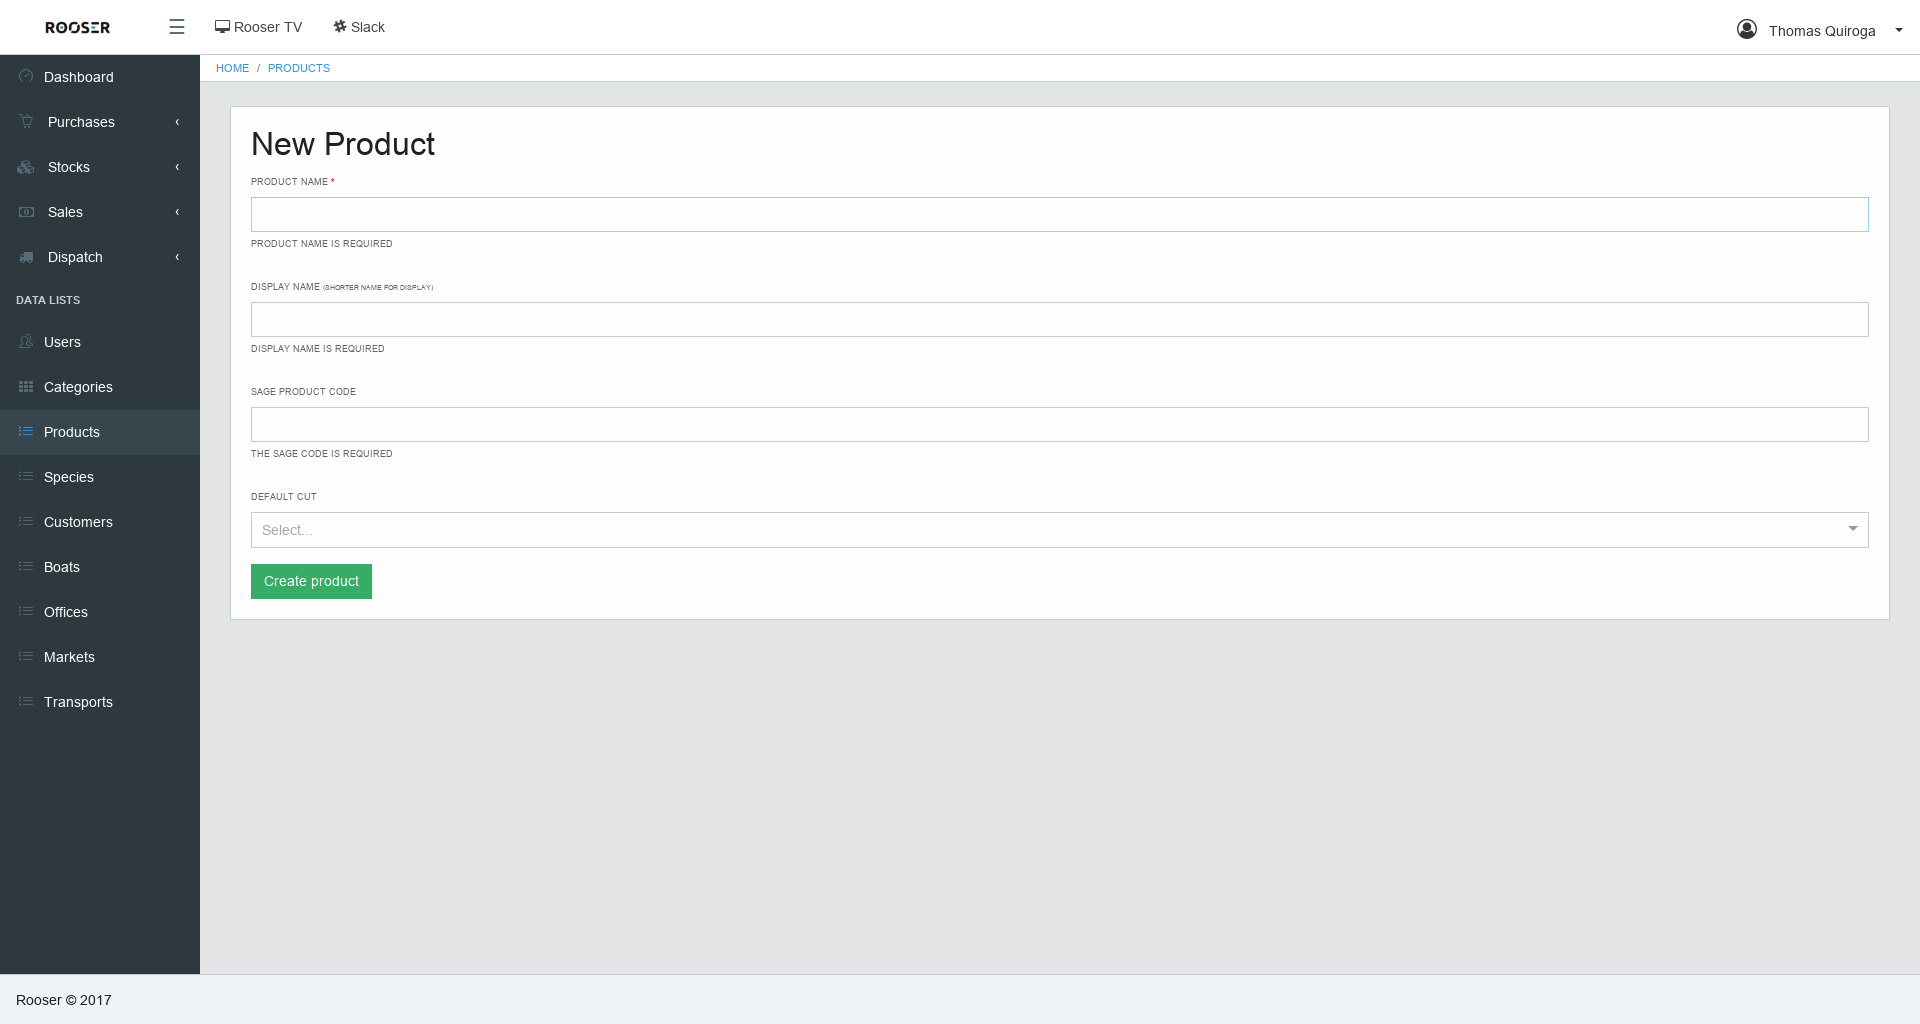 ROOSER
Rooser TV
Slack
Thomas Quiroga
HOME / PRODUCTS
Dashboard
Purchases
Stocks
Sales
Dispatch
DATA LISTS
Users
Categories
Products
Species
Customers
Boats
Offices
Markets
Transports
New Product
PRODUCT NAME *
PRODUCT NAME IS REQUIRED
DISPLAY NAME (SHORTER NAME FOR DISPLAY)
DISPLAY NAME IS REQUIRED
SAGE PRODUCT CODE
THE SAGE CODE IS REQUIRED
DEFAULT CUT
Select...
Create product
Rooser © 2017